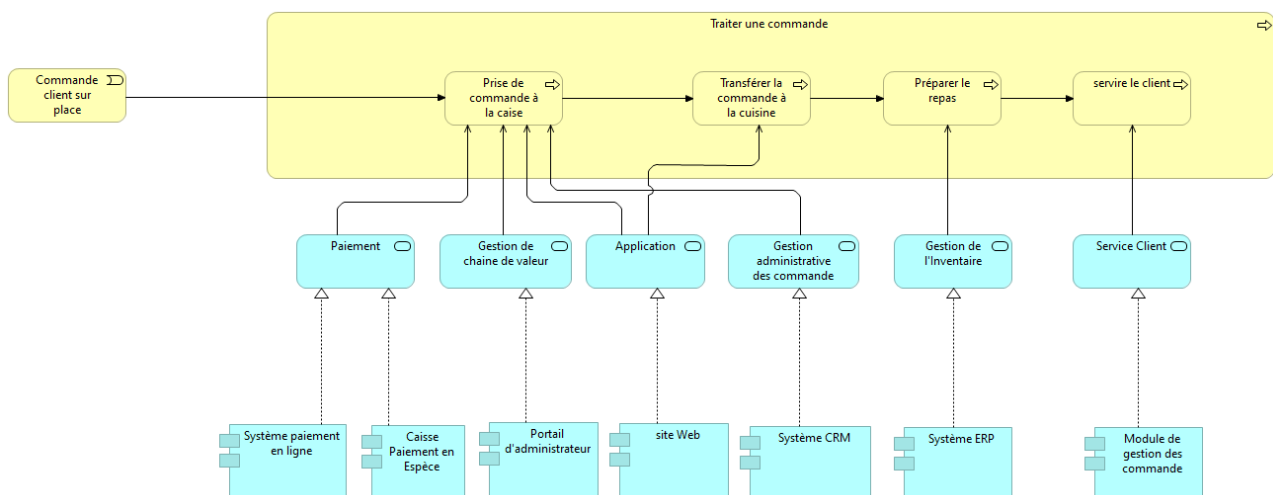 Traiter une commande
Commande
client sur
place
Prise de
commande à
la caise
Transférer la
commande à
la cuisine
Préparer le
repas
servire le client
Paiement
Gestion de
chaine de valeur
Application
Gestion
administrative
des commande
Gestion de
l'Inventaire
Service Client
Système paiement
en ligne
Caisse
Paiement en
Espèce
Portail
d'administrateur
site Web
Système CRM
Système ERP
Module de
gestion des
commande